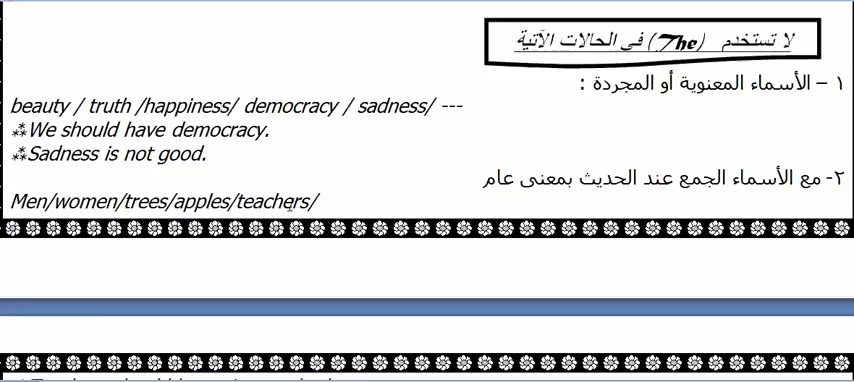 لا تستخدم (The) في الحالات الآتية
١ – الأسماء المعنوية أو المجردة :
beauty / truth /happiness/ democracy / sadness/ ---
⁂We should have democracy.
⁂Sadness is not good.
٢- مع الأسماء الجمع عند الحديث بمعنى عام
Men/women/trees/apples/teachers/